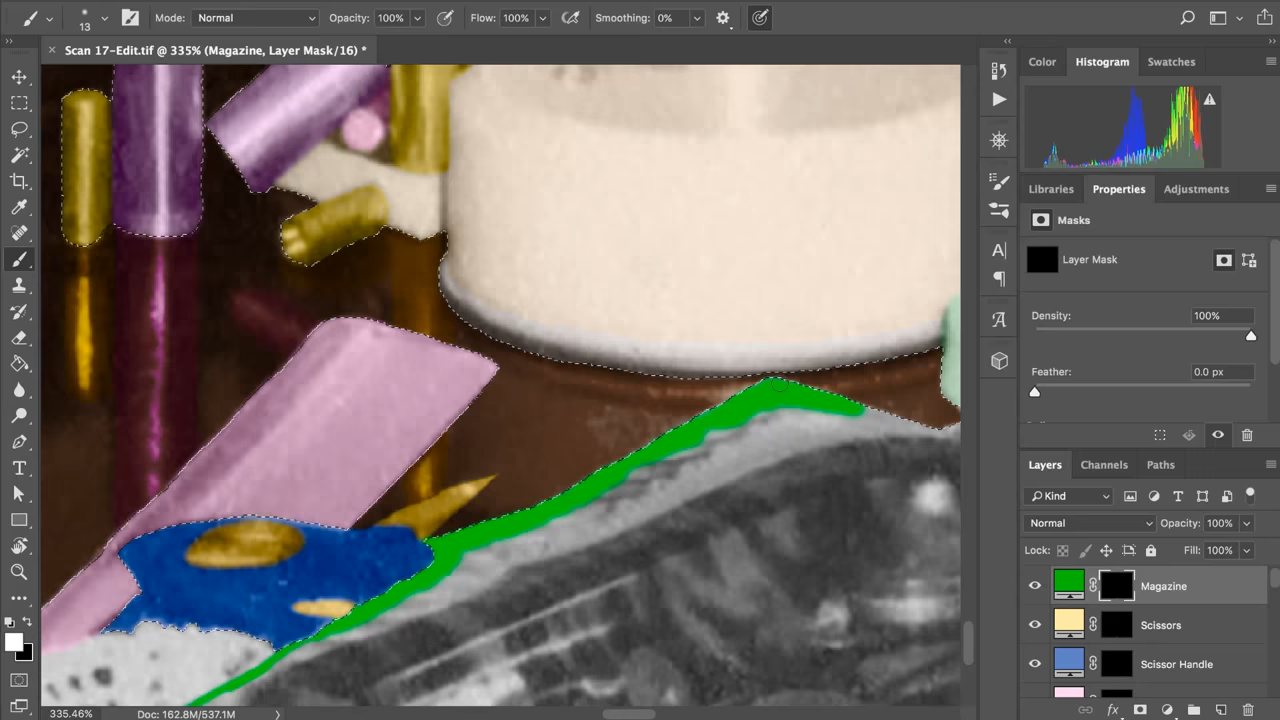 13 Mode: Normal Opacity: 100% Flow: 100% Smoothing: 0%
× Scan 17-Edit.tif @ 335% (Magazine, Layer Mask/16) *
Color Histogram Swatches
Libraries Properties Adjustments
Masks
Layer Mask
Density: 100%
Feather: 0.0 px
Layers Channels Paths
Kind
Normal Opacity: 100%
Lock: Fill: 100%
Magazine
Scissors
Scissor Handle
335.46% Doc: 162.8M/537.1M